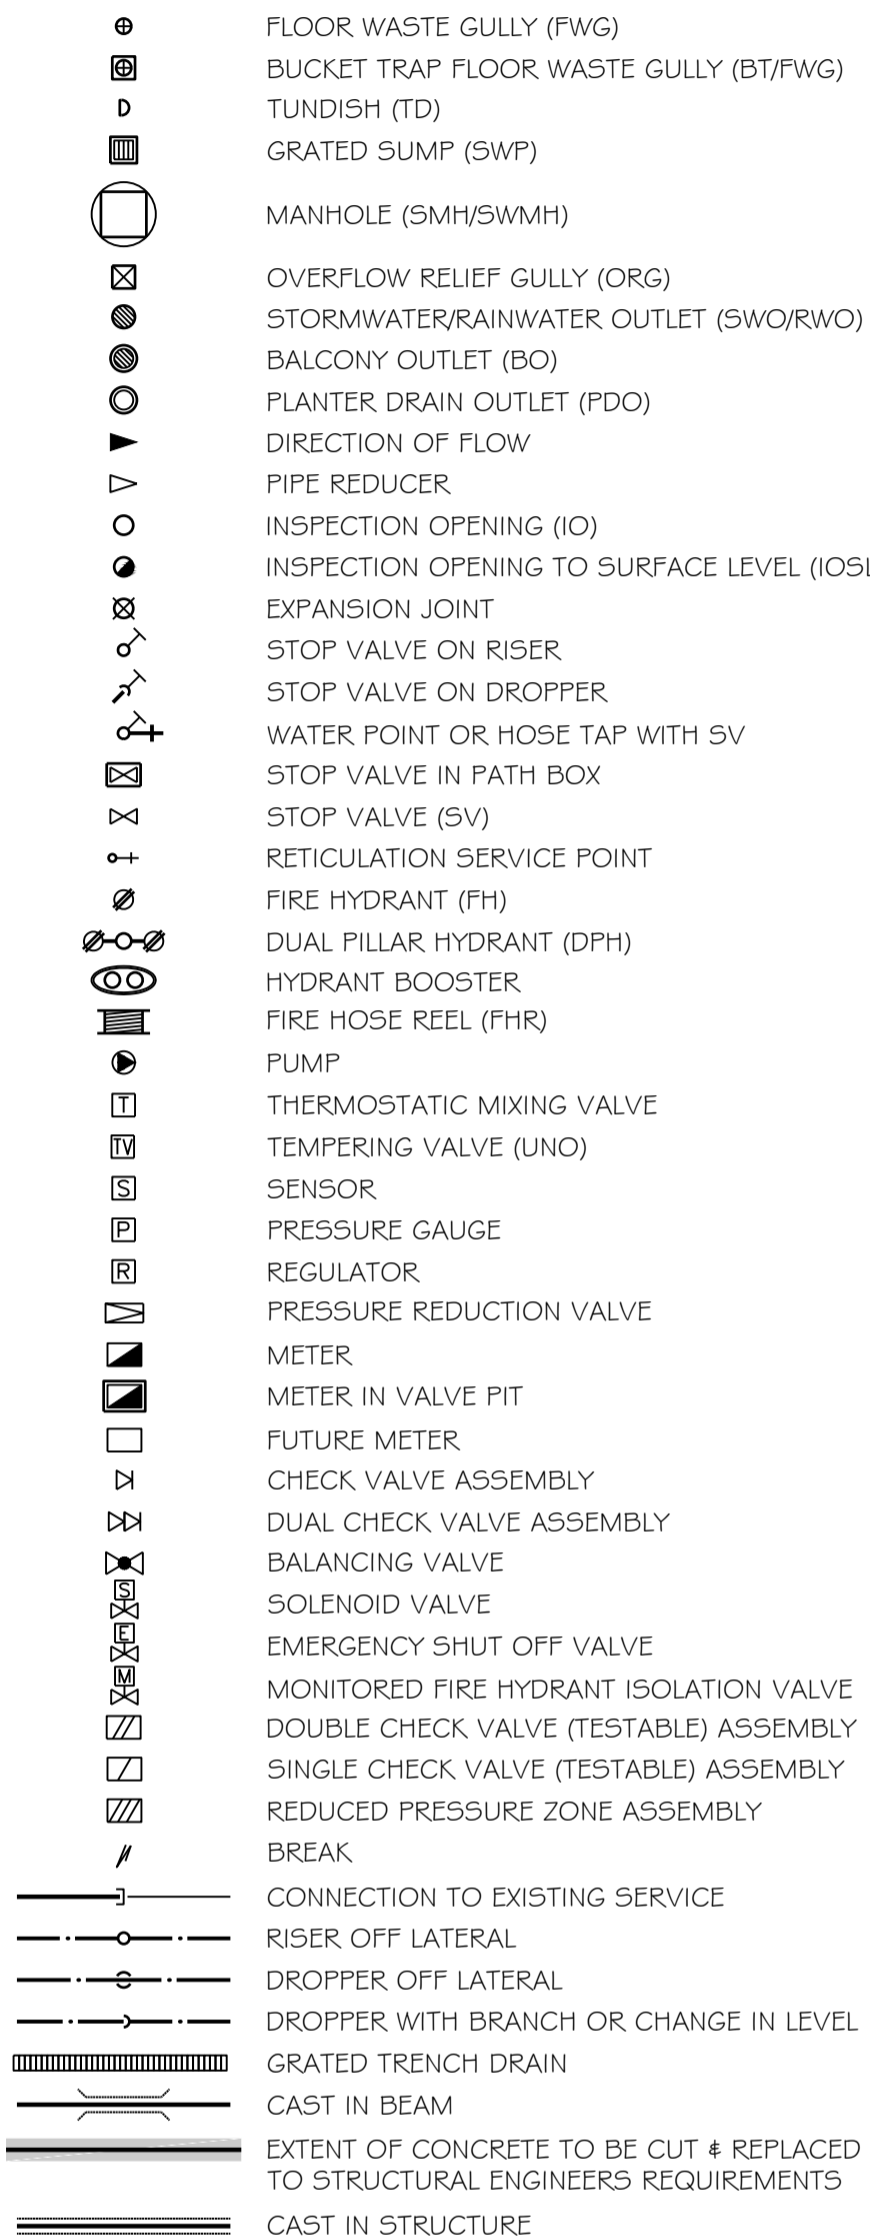 FLOOR WASTE GULLY (FWG)
BUCKET TRAP FLOOR WASTE GULLY (BT/FWG)
TUNDISH (TD)
GRATED SUMP (SWP)
MANHOLE (SMH/SWMH)
OVERFLOW RELIEF GULLY (ORG)
STORMWATER/RAINWATER OUTLET (SWO/RWO)
BALCONY OUTLET (BO)
PLANTER DRAIN OUTLET (PDO)
DIRECTION OF FLOW
PIPE REDUCER
INSPECTION OPENING (IO)
INSPECTION OPENING TO SURFACE LEVEL (IOSL
EXPANSION JOINT
STOP VALVE ON RISER
STOP VALVE ON DROPPER
WATER POINT OR HOSE TAP WITH SV
STOP VALVE IN PATH BOX
STOP VALVE (SV)
RETICULATION SERVICE POINT
FIRE HYDRANT (FH)
DUAL PILLAR HYDRANT (DPH)
HYDRANT BOOSTER
FIRE HOSE REEL (FHR)
PUMP
T THERMOSTATIC MIXING VALVE
TV TEMPERING VALVE (UNO)
S SENSOR
P PRESSURE GAUGE
R REGULATOR
PRESSURE REDUCTION VALVE
METER
METER IN VALVE PIT
FUTURE METER
CHECK VALVE ASSEMBLY
DUAL CHECK VALVE ASSEMBLY
BALANCING VALVE
S SOLENOID VALVE
E EMERGENCY SHUT OFF VALVE
M MONITORED FIRE HYDRANT ISOLATION VALVE
DOUBLE CHECK VALVE (TESTABLE) ASSEMBLY
SINGLE CHECK VALVE (TESTABLE) ASSEMBLY
REDUCED PRESSURE ZONE ASSEMBLY
BREAK
CONNECTION TO EXISTING SERVICE
RISER OFF LATERAL
DROPPER OFF LATERAL
DROPPER WITH BRANCH OR CHANGE IN LEVEL
GRATED TRENCH DRAIN
CAST IN BEAM
EXTENT OF CONCRETE TO BE CUT & REPLACED
TO STRUCTURAL ENGINEERS REQUIREMENTS
CAST IN STRUCTURE